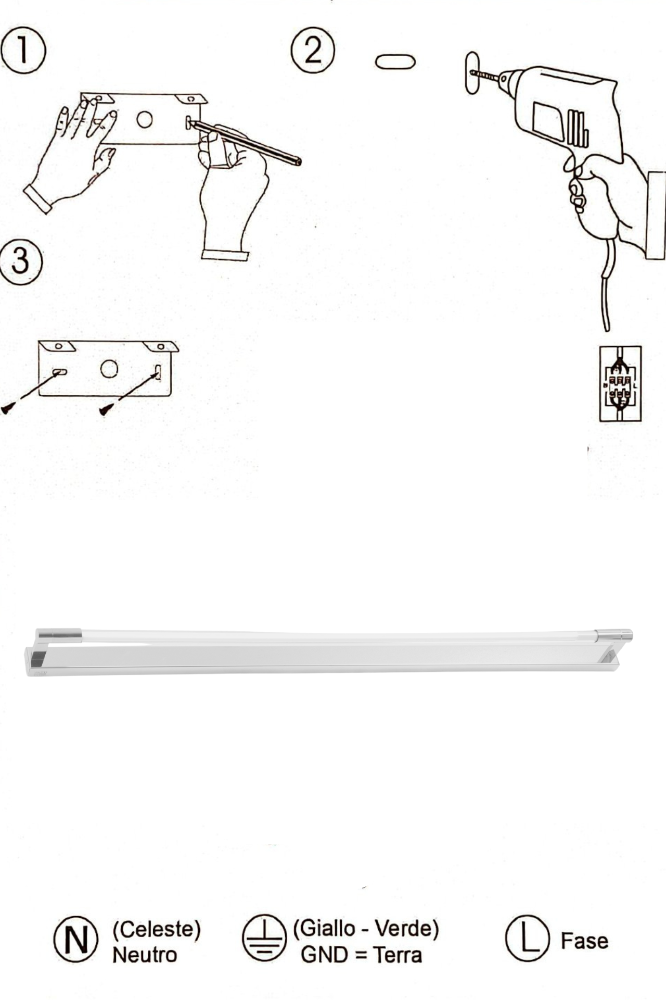 1
2
3
N L
N
(Celeste)
Neutro
(Giallo - Verde)
GND = Terra
L
Fase